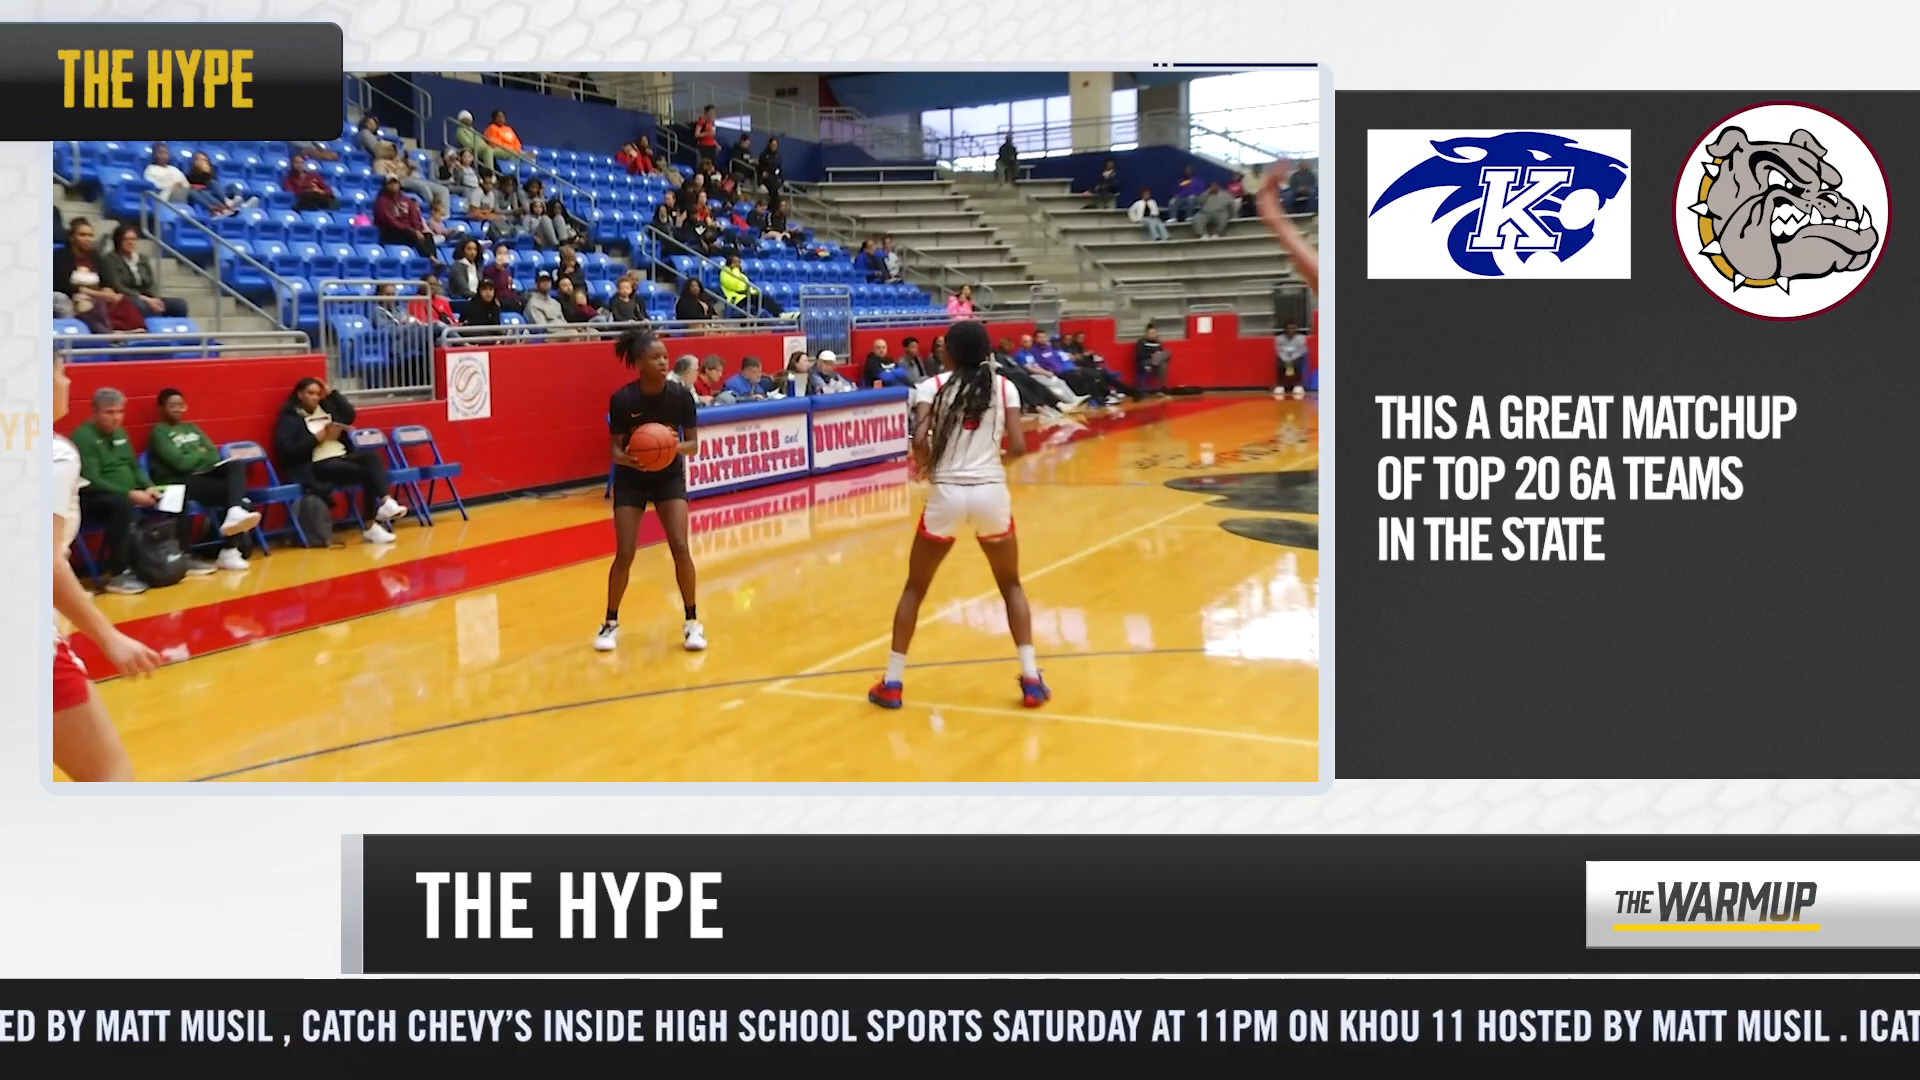 THE HYPE
K
THIS A GREAT MATCHUP
OF TOP 20 6A TEAMS
IN THE STATE
PANTHERS and
PANTHERETTES
DUNCANVILLE
YP
THE HYPE
THE WARMUP
ED BY MATT MUSIL , CATCH CHEVY'S INSIDE HIGH SCHOOL SPORTS SATURDAY AT 11PM ON KHOU 11 HOSTED BY MATT MUSIL . ICAT